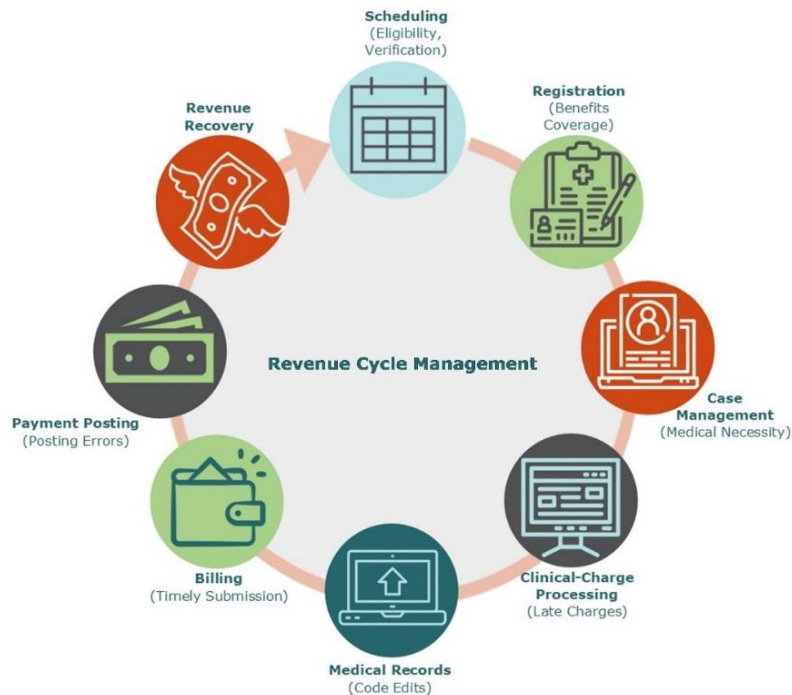 Scheduling
(Eligibility,
Verification)
Registration
(Benefits
Coverage)
Case
Management
(Medical Necessity)
Clinical-Charge
Processing
(Late Charges)
Medical Records
(Code Edits)
Billing
(Timely Submission)
Payment Posting
(Posting Errors)
Revenue
Recovery
Revenue Cycle Management